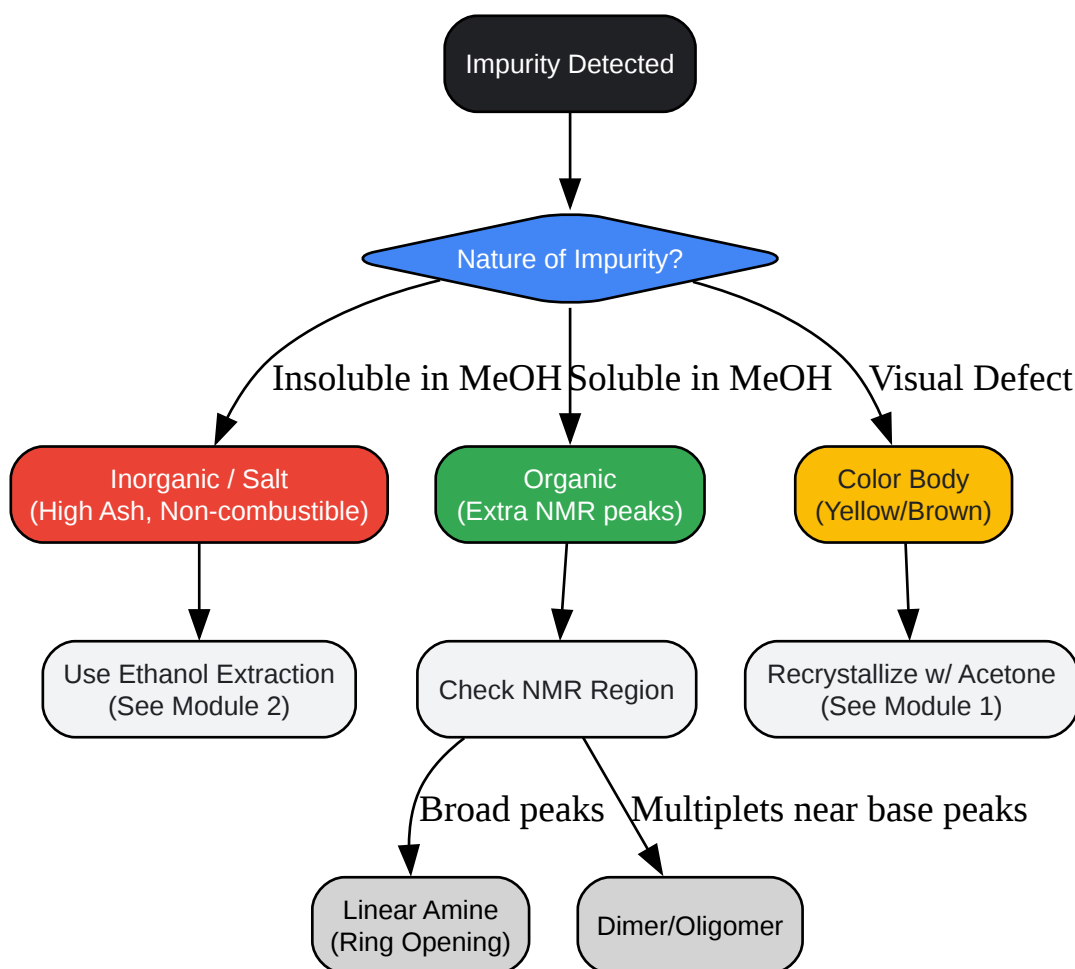 Impurity Detected
Nature of Impurity?
Insoluble in MeOH
Soluble in MeOH
Visual Defect
Inorganic / Salt
(High Ash, Non-combustible)
Organic
(Extra NMR peaks)
Color Body
(Yellow/Brown)
Use Ethanol Extraction
(See Module 2)
Check NMR Region
Recrystallize w/ Acetone
(See Module 1)
Broad peaks
Multiplets near base peaks
Linear Amine
(Ring Opening)
Dimer/Oligomer